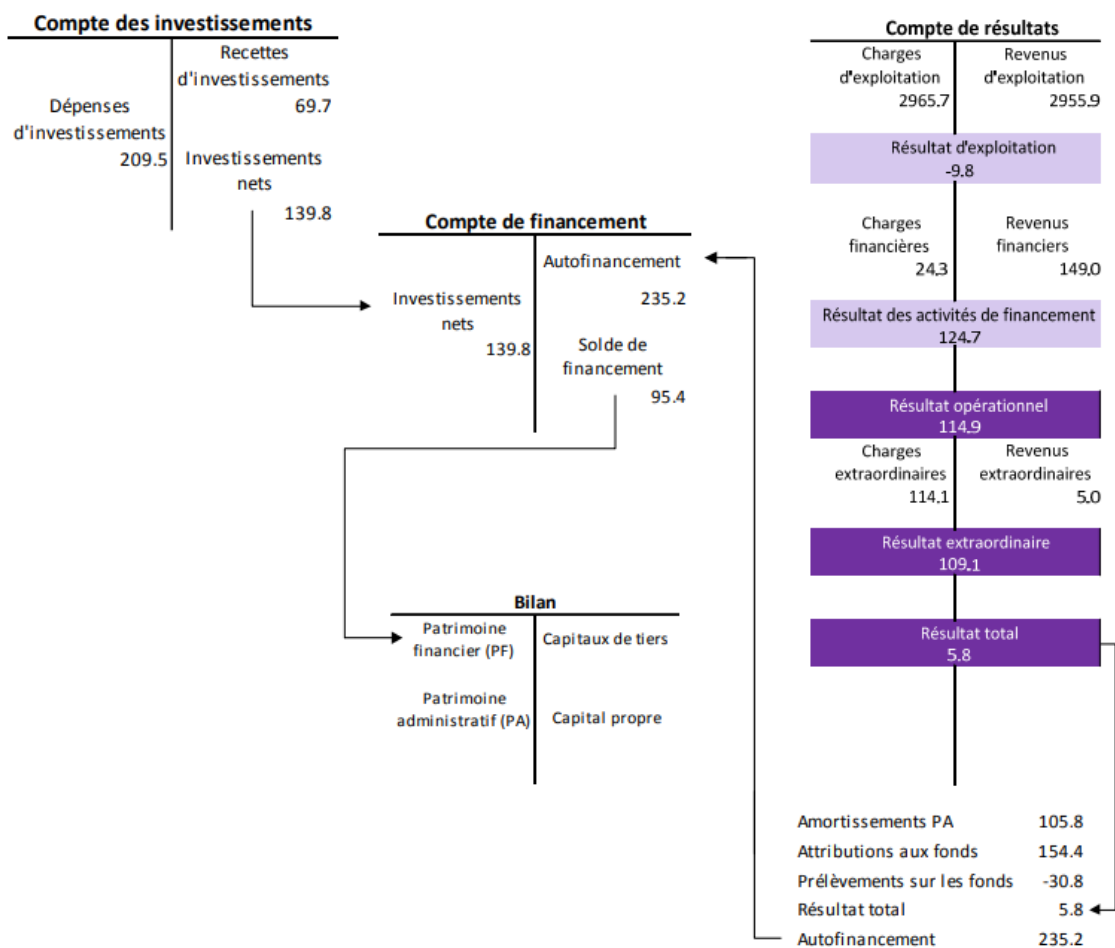 Compte des investissements
Recettes
d'investissements
69.7
Dépenses
d'investissements
209.5
Investissements
nets
139.8
Compte de financement
Autofinancement
235.2
Investissements
nets
139.8
Solde de
financement
95.4
Bilan
Patrimoine
financier (PF)
Capitaux de tiers
Patrimoine
administratif (PA)
Capital propre
Compte de résultats
Charges
d'exploitation
2965.7
Revenus
d'exploitation
2955.9
Résultat d'exploitation
-9.8
Charges
financières
24.3
Revenus
financiers
149.0
Résultat des activités de financement
124.7
Résultat opérationnel
114.9
Charges
extraordinaires
114.1
Revenus
extraordinaires
5.0
Résultat extraordinaire
109.1
Résultat total
5.8
Amortissements PA 105.8
Attributions aux fonds 154.4
Prélèvements sur les fonds -30.8
Résultat total 5.8
Autofinancement 235.2